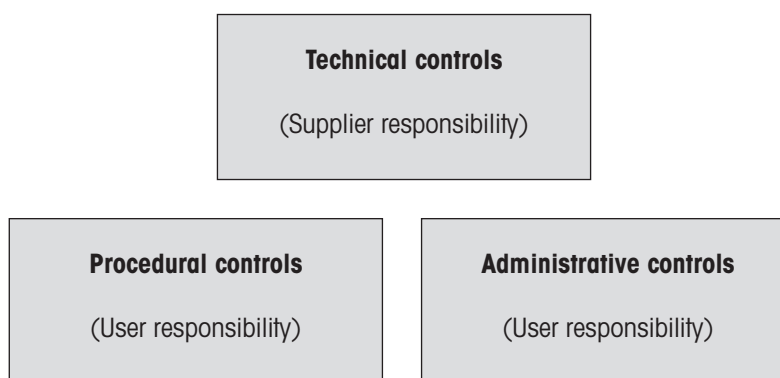 Technical controls
(Supplier responsibility)
Procedural controls
(User responsibility)
Administrative controls
(User responsibility)